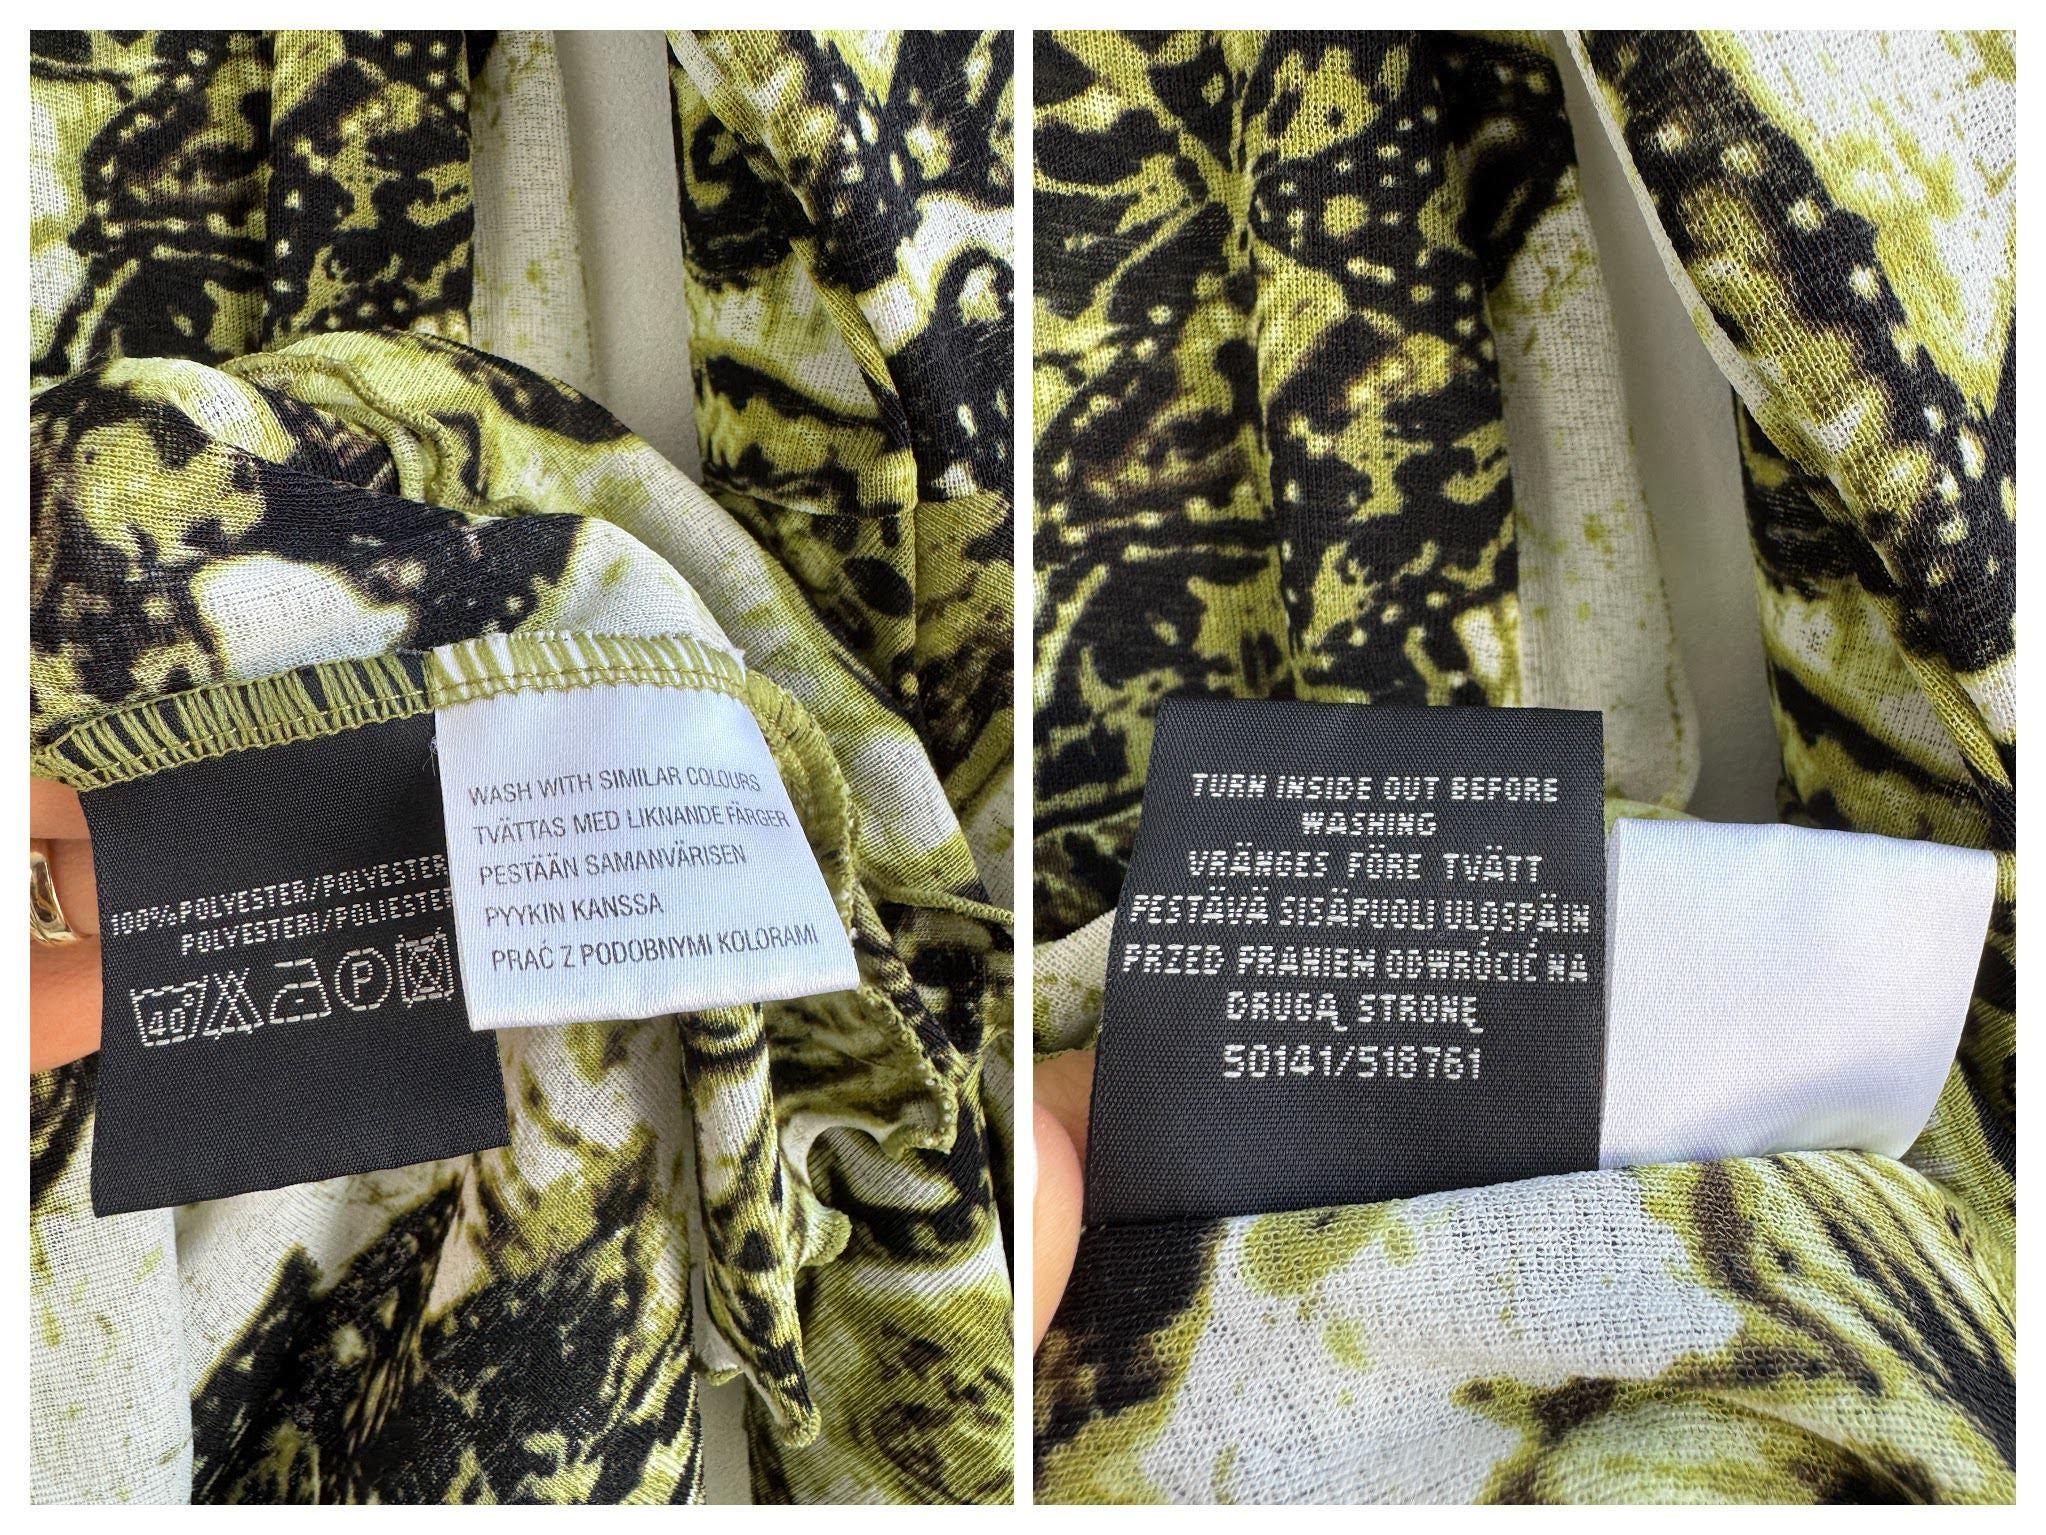 100% POLYESTER/POLYESTER
POLYESTERI/POLIESTER
40
P
WASH WITH SIMILAR COLOURS
TVÄTTAS MED LIKNANDE FÄRGER
PESTÄÄN SAMANVÄRISEN
PYYKIN KANSSA
PRAĆ Z PODOBNYMI KOLORAMI
TURN INSIDE OUT BEFORE
WASHING
VRÄNGES FÖRE TVÄTT
PESTÄVÄ SISÄPUOLI ULOSPÄIN
PRZED PRANIEM ODWRÓCIĆ NA
DRUGĄ STRONĘ
50141/518761